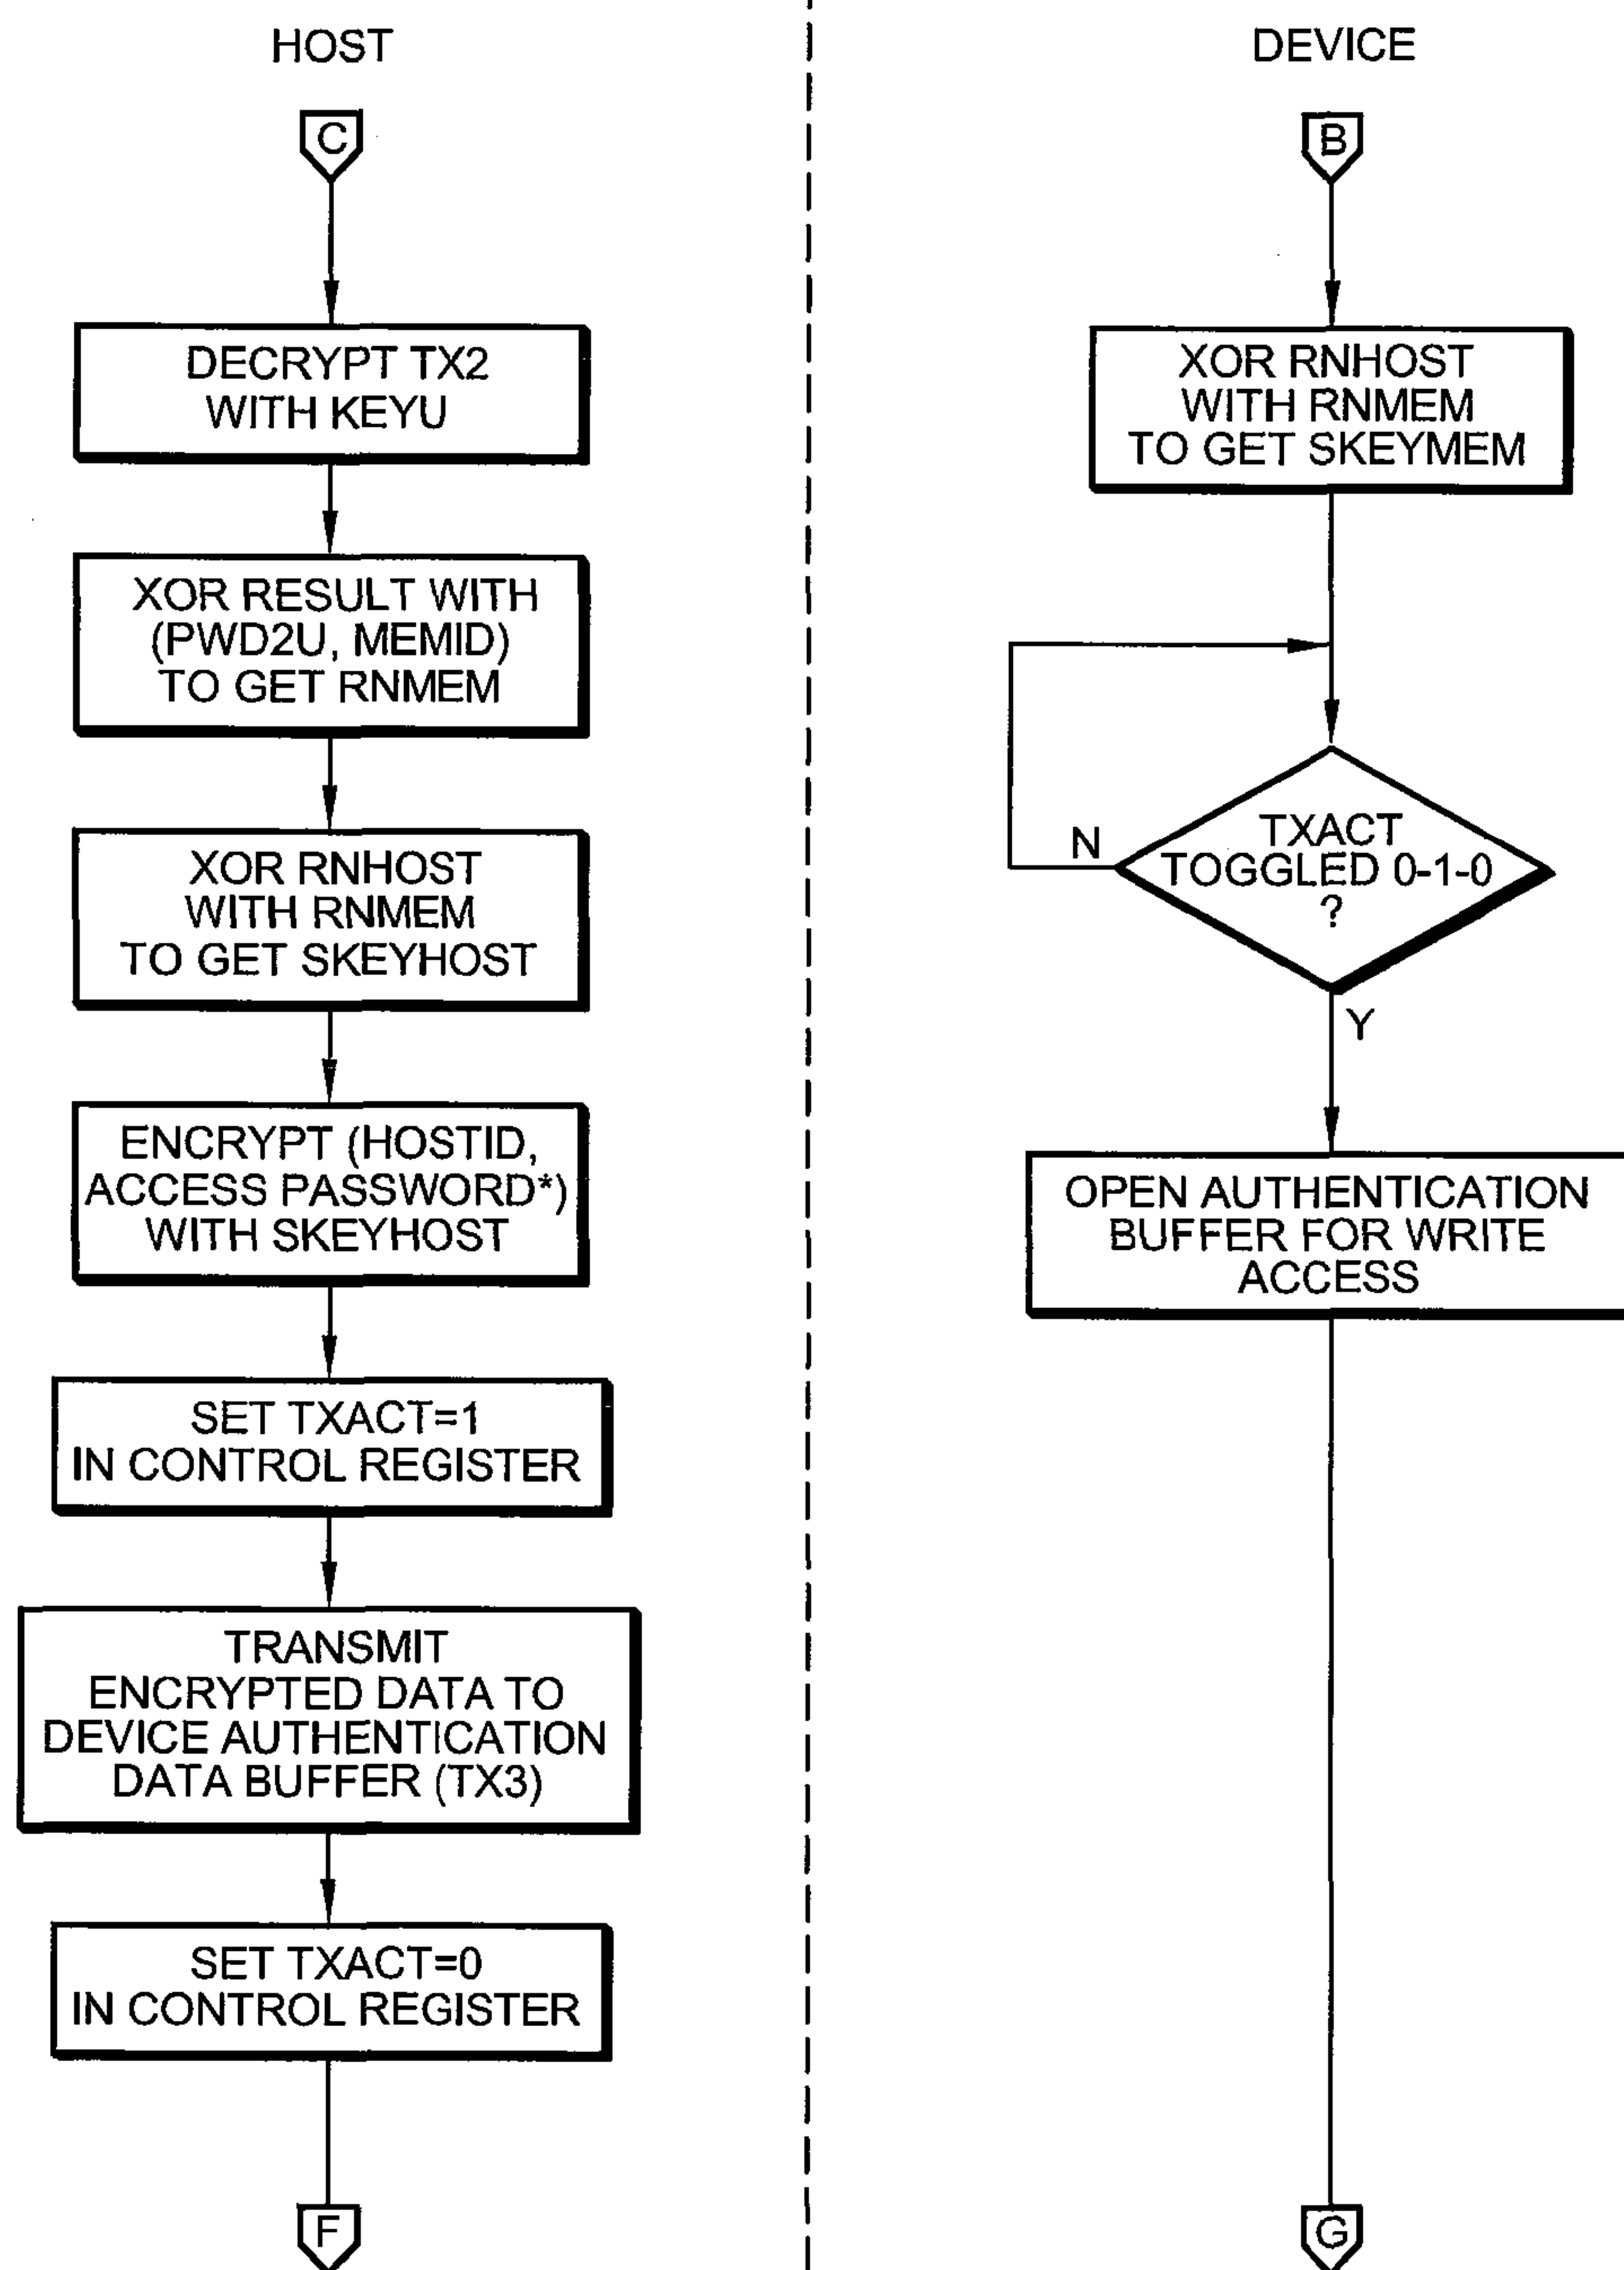 HOST
C
DECRYPT TX2
WITH KEYU
XOR RESULT WITH
(PWD2U, MEMID)
TO GET RNMEM
XOR RNHOST
WITH RNMEM
TO GET SKEYHOST
ENCRYPT (HOSTID,
ACCESS PASSWORD*)
WITH SKEYHOST
SET TXACT=1
IN CONTROL REGISTER
TRANSMIT
ENCRYPTED DATA TO
DEVICE AUTHENTICATION
DATA BUFFER (TX3)
SET TXACT=0
IN CONTROL REGISTER
F
DEVICE
B
XOR RNHOST
WITH RNMEM
TO GET SKEYMEM
TXACT
TOGGLED 0-1-0
?
N
Y
OPEN AUTHENTICATION
BUFFER FOR WRITE
ACCESS
G